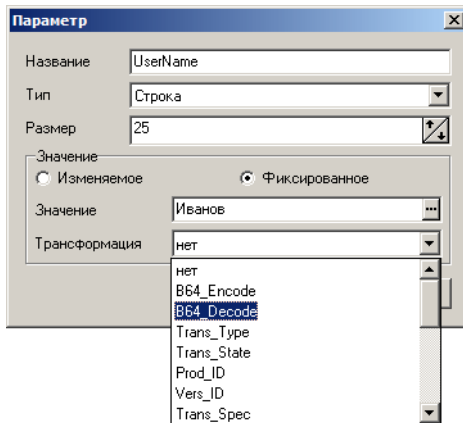 Параметр
Название UserName
Тип Строка
Размер 25
Значение
Изменяемое Фиксированное
Значение Иванов ...
Трансформация нет
нет
B64_Encode
B64_Decode
Trans_Type
Trans_State
Prod_ID
Vers_ID
Trans_Spec